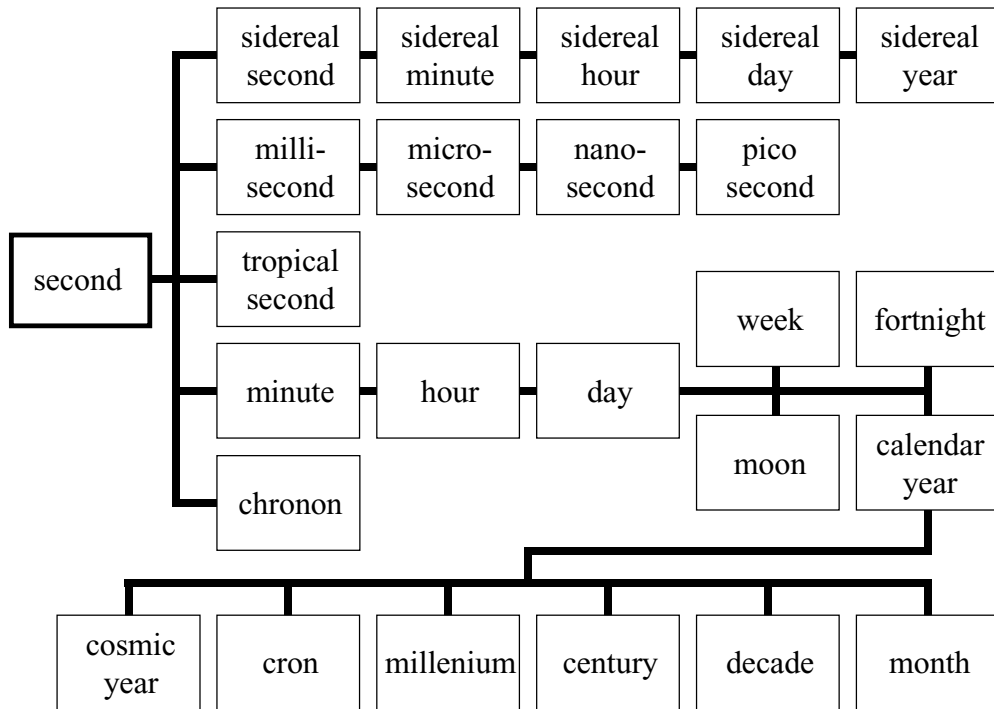 sidereal
second
sidereal
minute
sidereal
hour
sidereal
day
sidereal
year
milli-
second
micro-
second
nano-
second
pico
second
second
tropical
second
week
fortnight
minute
hour
day
moon
calendar
year
chronon
cosmic
year
cron
millenium
century
decade
month